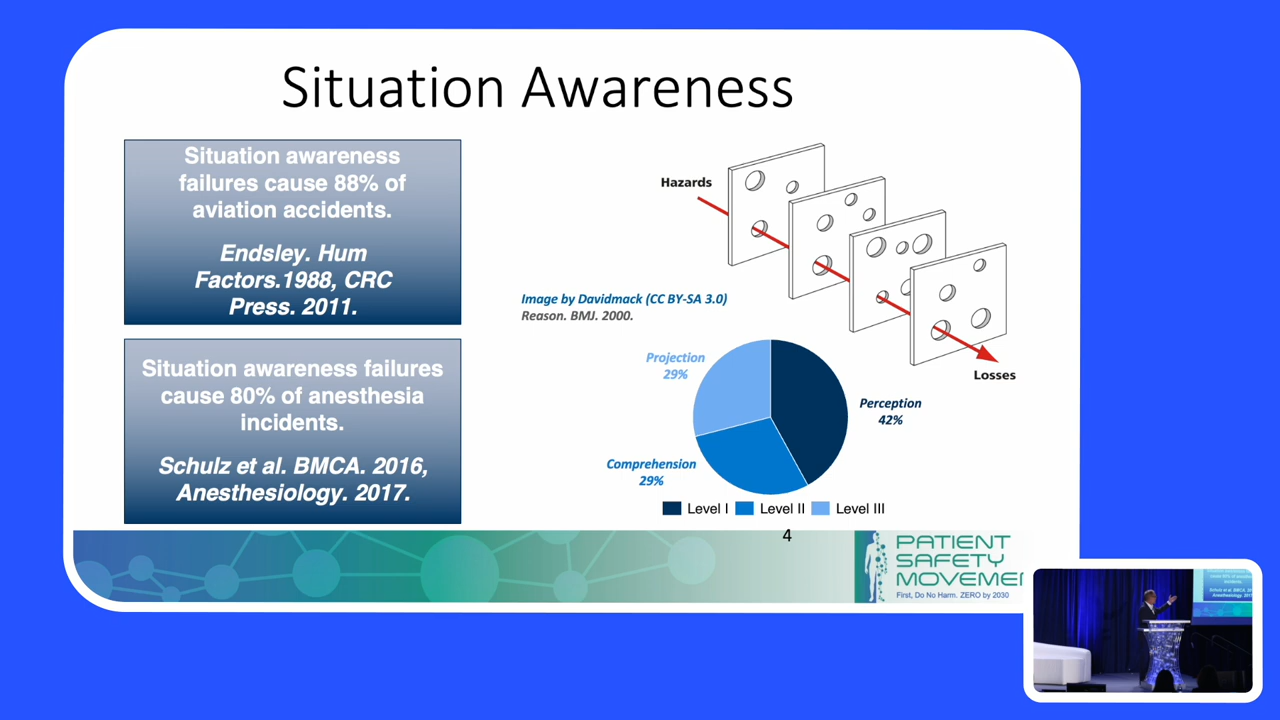 Situation Awareness
Situation awareness
failures cause 88% of
aviation accidents.
Endsley. Hum
Factors.1988, CRC
Press. 2011.
Situation awareness failures
cause 80% of anesthesia
incidents.
Schulz et al. BMCA. 2016,
Anesthesiology. 2017.
Hazards
Losses
Image by Davidmack (CC BY-SA 3.0)
Reason. BMJ. 2000.
Projection
29%
Perception
42%
Comprehension
29%
Level I
Level II
Level III
4
PATIENT
SAFETY
MOVEME
First, Do No Harm. ZERO by 2030